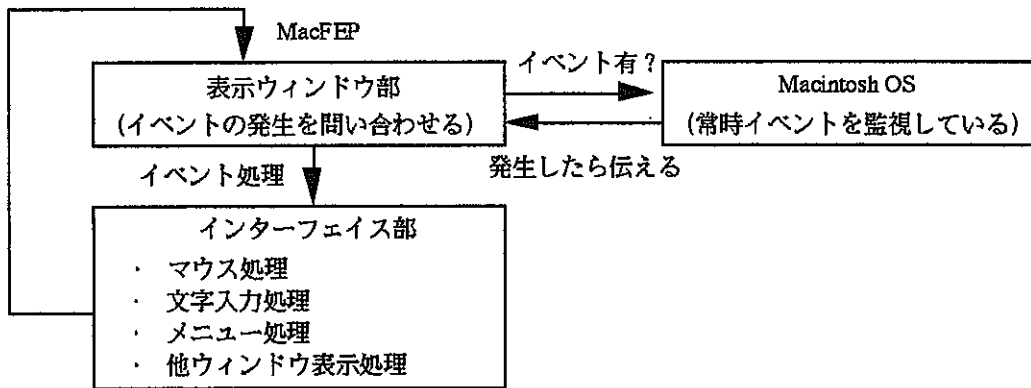 MacFEP
表示ウィンドウ部
(イベントの発生を問い合わせる)
イベント有?
Macintosh OS
(常時イベントを監視している)
発生したら伝える
イベント処理
インターフェイス部
・ マウス処理
・ 文字入力処理
・ メニュー処理
・ 他ウィンドウ表示処理